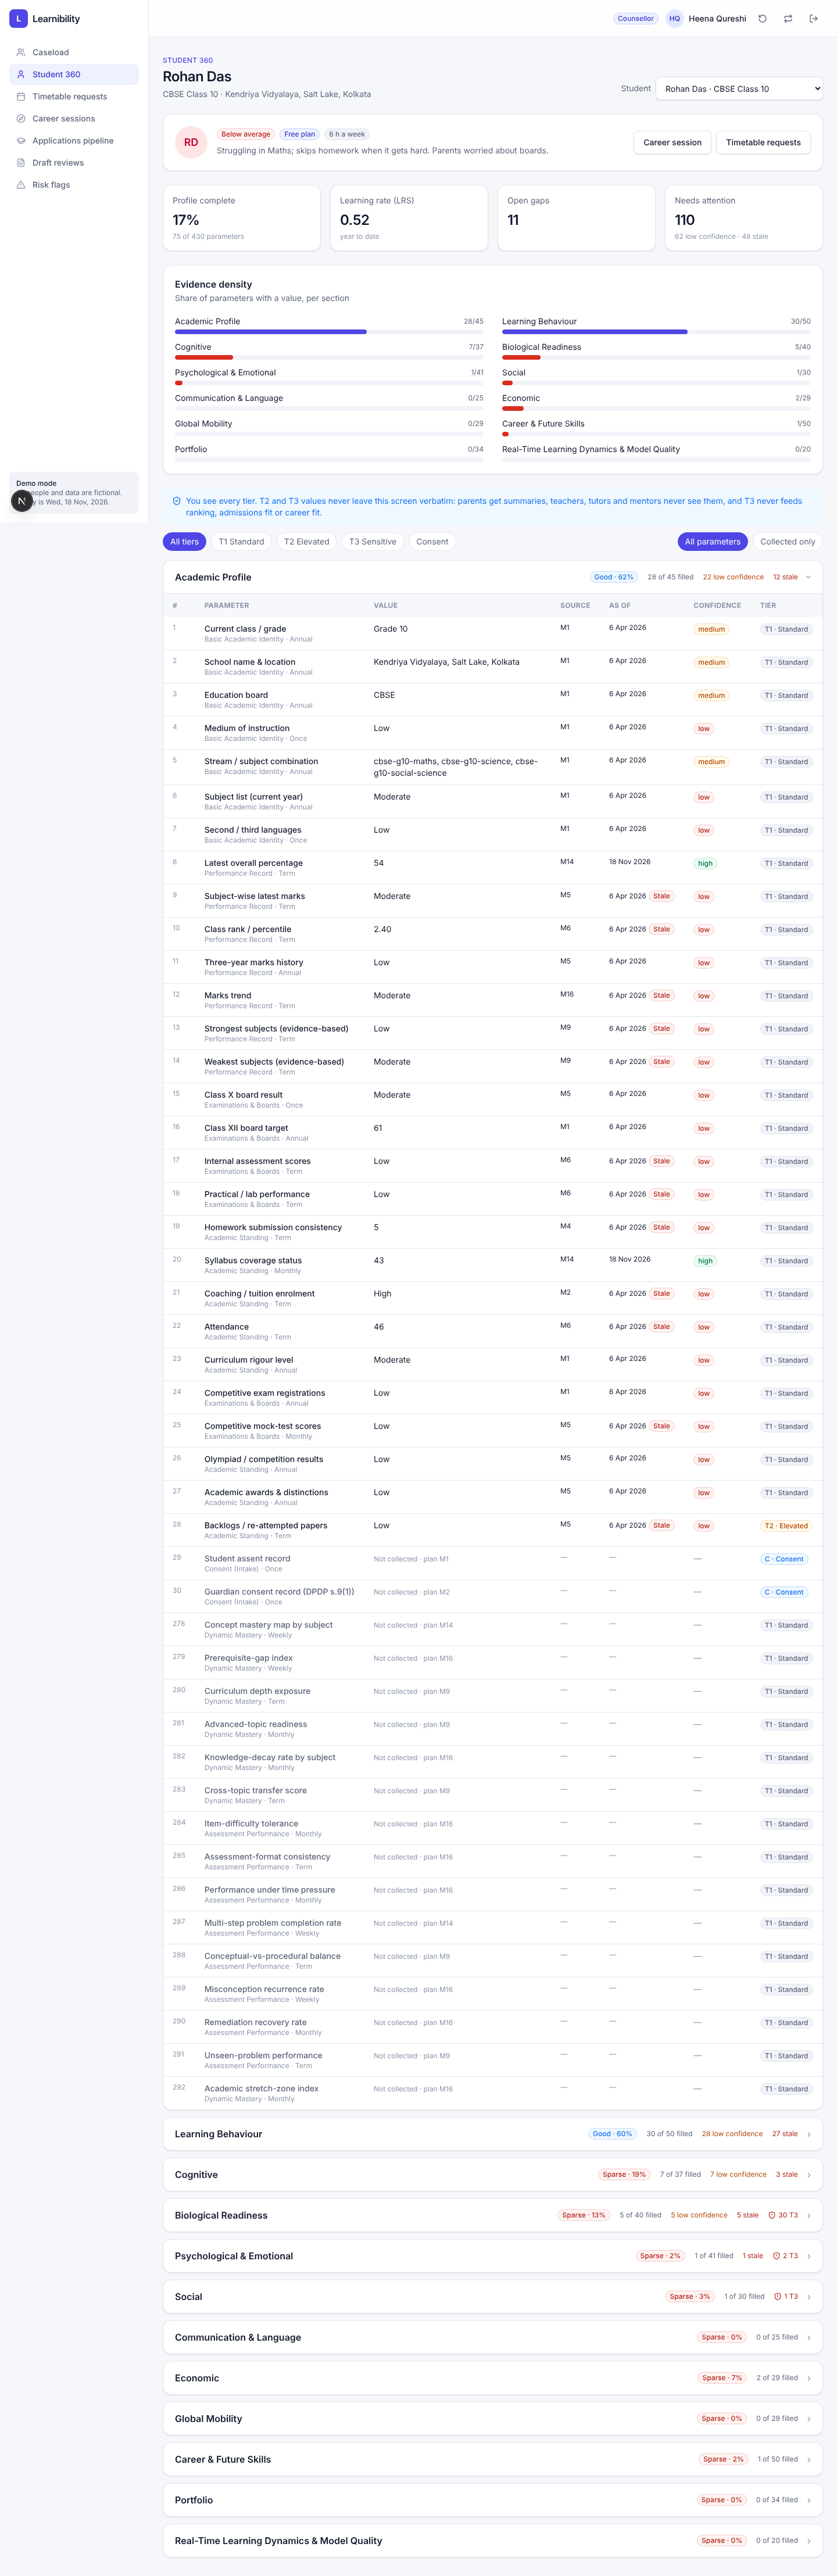 L Learnibility
Counsellor HQ Heena Qureshi
Caseload
Student 360
Timetable requests
Career sessions
Applications pipeline
Draft reviews
Risk flags
STUDENT 360
Rohan Das
CBSE Class 10 · Kendriya Vidyalaya, Salt Lake, Kolkata
Student Rohan Das · CBSE Class 10
RD
Below average Free plan 6 h a week
Struggling in Maths; skips homework when it gets hard. Parents worried about boards.
Career session Timetable requests
Profile complete
17%
75 of 430 parameters
Learning rate (LRS)
0.52
year to date
Open gaps
11
Needs attention
110
62 low confidence · 48 stale
Evidence density
Share of parameters with a value, per section
Academic Profile 28/45
Learning Behaviour 30/50
Cognitive 7/37
Biological Readiness 5/40
Psychological & Emotional 1/41
Social 1/30
Communication & Language 0/25
Economic 2/29
Global Mobility 0/29
Career & Future Skills 1/50
Portfolio 0/34
Real-Time Learning Dynamics & Model Quality 0/20
Demo mode
people and data are fictional.
N
is Wed, 18 Nov, 2026.
You see every tier. T2 and T3 values never leave this screen verbatim: parents get summaries, teachers, tutors and mentors never see them, and T3 never feeds
ranking, admissions fit or career fit.
All tiers T1 Standard T2 Elevated T3 Sensitive Consent All parameters Collected only
Academic Profile Good · 62% 28 of 45 filled 22 low confidence 12 stale
# PARAMETER VALUE SOURCE AS OF CONFIDENCE TIER
1 Current class / grade Grade 10 M1 6 Apr 2026 medium T1 · Standard
Basic Academic Identity · Annual
2 School name & location Kendriya Vidyalaya, Salt Lake, Kolkata M1 6 Apr 2026 medium T1 · Standard
Basic Academic Identity · Annual
3 Education board CBSE M1 6 Apr 2026 medium T1 · Standard
Basic Academic Identity · Annual
4 Medium of instruction Low M1 6 Apr 2026 low T1 · Standard
Basic Academic Identity · Once
5 Stream / subject combination cbse-g10-maths, cbse-g10-science, cbse- M1 6 Apr 2026 medium T1 · Standard
Basic Academic Identity · Annual g10-social-science
6 Subject list (current year) Moderate M1 6 Apr 2026 low T1 · Standard
Basic Academic Identity · Annual
7 Second / third languages Low M1 6 Apr 2026 low T1 · Standard
Basic Academic Identity · Once
8 Latest overall percentage 54 M14 18 Nov 2026 high T1 · Standard
Performance Record · Term
9 Subject-wise latest marks Moderate M5 6 Apr 2026 Stale low T1 · Standard
Performance Record · Term
10 Class rank / percentile 2.40 M6 6 Apr 2026 Stale low T1 · Standard
Performance Record · Term
11 Three-year marks history Low M5 6 Apr 2026 low T1 · Standard
Performance Record · Annual
12 Marks trend Moderate M16 6 Apr 2026 Stale low T1 · Standard
Performance Record · Term
13 Strongest subjects (evidence-based) Low M9 6 Apr 2026 Stale low T1 · Standard
Performance Record · Term
14 Weakest subjects (evidence-based) Moderate M9 6 Apr 2026 Stale low T1 · Standard
Performance Record · Term
15 Class X board result Moderate M5 6 Apr 2026 low T1 · Standard
Examinations & Boards · Once
16 Class XII board target 61 M1 6 Apr 2026 low T1 · Standard
Examinations & Boards · Annual
17 Internal assessment scores Low M6 6 Apr 2026 Stale low T1 · Standard
Examinations & Boards · Term
18 Practical / lab performance Low M6 6 Apr 2026 Stale low T1 · Standard
Examinations & Boards · Term
19 Homework submission consistency 5 M4 6 Apr 2026 Stale low T1 · Standard
Academic Standing · Term
20 Syllabus coverage status 43 M14 18 Nov 2026 high T1 · Standard
Academic Standing · Monthly
21 Coaching / tuition enrolment High M2 6 Apr 2026 Stale low T1 · Standard
Academic Standing · Term
22 Attendance 46 M6 6 Apr 2026 Stale low T1 · Standard
Academic Standing · Term
23 Curriculum rigour level Moderate M1 6 Apr 2026 low T1 · Standard
Academic Standing · Annual
24 Competitive exam registrations Low M1 6 Apr 2026 low T1 · Standard
Examinations & Boards · Annual
25 Competitive mock-test scores Low M5 6 Apr 2026 Stale low T1 · Standard
Examinations & Boards · Monthly
26 Olympiad / competition results Low M5 6 Apr 2026 low T1 · Standard
Academic Standing · Annual
27 Academic awards & distinctions Low M5 6 Apr 2026 low T1 · Standard
Academic Standing · Annual
28 Backlogs / re-attempted papers Low M5 6 Apr 2026 Stale low T2 · Elevated
Academic Standing · Term
29 Student assent record Not collected · plan M1 — — — C · Consent
Consent (Intake) · Once
30 Guardian consent record (DPDP s.9(1)) Not collected · plan M2 — — — C · Consent
Consent (Intake) · Once
278 Concept mastery map by subject Not collected · plan M14 — — — T1 · Standard
Dynamic Mastery · Weekly
279 Prerequisite-gap index Not collected · plan M16 — — — T1 · Standard
Dynamic Mastery · Weekly
280 Curriculum depth exposure Not collected · plan M9 — — — T1 · Standard
Dynamic Mastery · Term
281 Advanced-topic readiness Not collected · plan M9 — — — T1 · Standard
Dynamic Mastery · Monthly
282 Knowledge-decay rate by subject Not collected · plan M16 — — — T1 · Standard
Dynamic Mastery · Monthly
283 Cross-topic transfer score Not collected · plan M9 — — — T1 · Standard
Dynamic Mastery · Term
284 Item-difficulty tolerance Not collected · plan M16 — — — T1 · Standard
Assessment Performance · Monthly
285 Assessment-format consistency Not collected · plan M16 — — — T1 · Standard
Assessment Performance · Term
286 Performance under time pressure Not collected · plan M16 — — — T1 · Standard
Assessment Performance · Monthly
287 Multi-step problem completion rate Not collected · plan M14 — — — T1 · Standard
Assessment Performance · Weekly
288 Conceptual-vs-procedural balance Not collected · plan M9 — — — T1 · Standard
Assessment Performance · Term
289 Misconception recurrence rate Not collected · plan M16 — — — T1 · Standard
Assessment Performance · Weekly
290 Remediation recovery rate Not collected · plan M16 — — — T1 · Standard
Assessment Performance · Monthly
291 Unseen-problem performance Not collected · plan M9 — — — T1 · Standard
Assessment Performance · Term
292 Academic stretch-zone index Not collected · plan M16 — — — T1 · Standard
Dynamic Mastery · Monthly
Learning Behaviour Good · 60% 30 of 50 filled 28 low confidence 27 stale
Cognitive Sparse · 19% 7 of 37 filled 7 low confidence 3 stale
Biological Readiness Sparse · 13% 5 of 40 filled 5 low confidence 5 stale 30 T3
Psychological & Emotional Sparse · 2% 1 of 41 filled 1 stale 2 T3
Social Sparse · 3% 1 of 30 filled 1 T3
Communication & Language Sparse · 0% 0 of 25 filled
Economic Sparse · 7% 2 of 29 filled
Global Mobility Sparse · 0% 0 of 29 filled
Career & Future Skills Sparse · 2% 1 of 50 filled
Portfolio Sparse · 0% 0 of 34 filled
Real-Time Learning Dynamics & Model Quality Sparse · 0% 0 of 20 filled